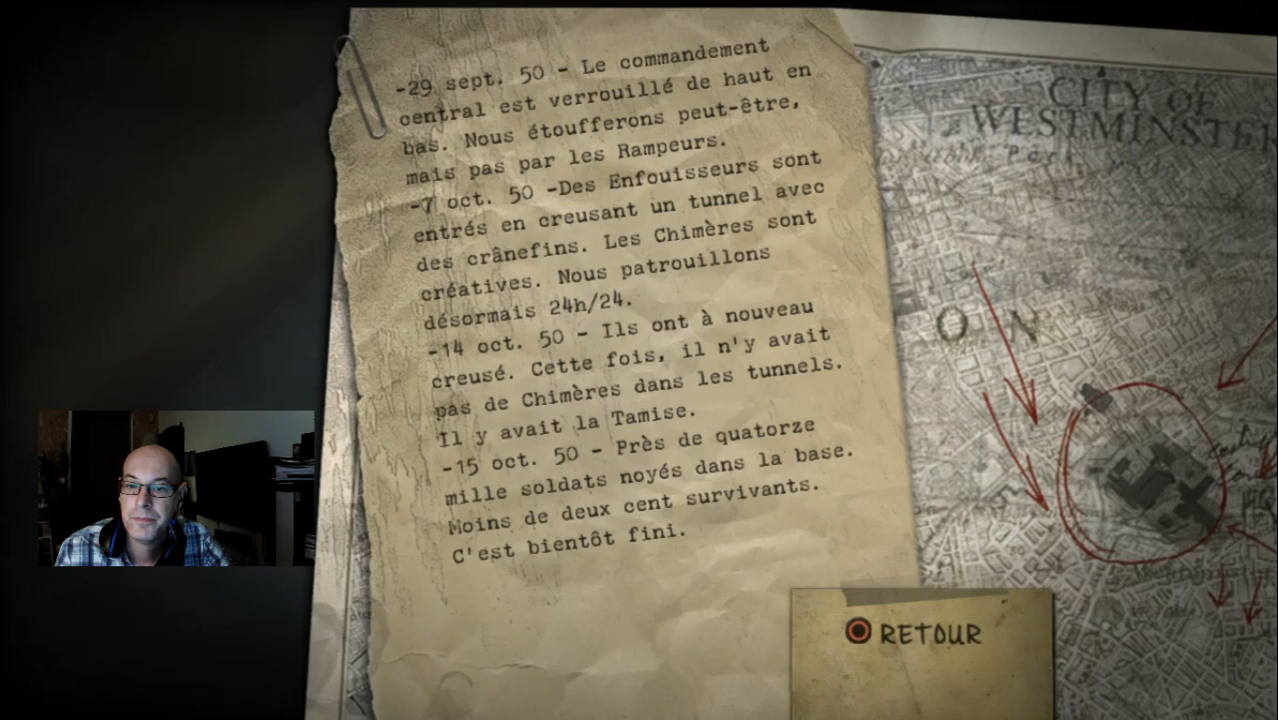 -29 sept. 50 - Le commandement
central est verrouillé de haut en
bas. Nous étoufferons peut-être,
mais pas par les Rampeurs.
-7 oct. 50 -Des Enfouisseurs sont
entrés en creusant un tunnel avec
des crânefins. Les Chimères sont
créatives. Nous patrouillons
désormais 24h/24.
-14 oct. 50 - Ils ont à nouveau
creusé. Cette fois, il n'y avait
pas de Chimères dans les tunnels.
Il y avait la Tamise.
-15 oct. 50 - Près de quatorze
mille soldats noyés dans la base.
Moins de deux cent survivants.
C'est bientôt fini.
CITY OF
WESTMINSTER
O N
RETOUR